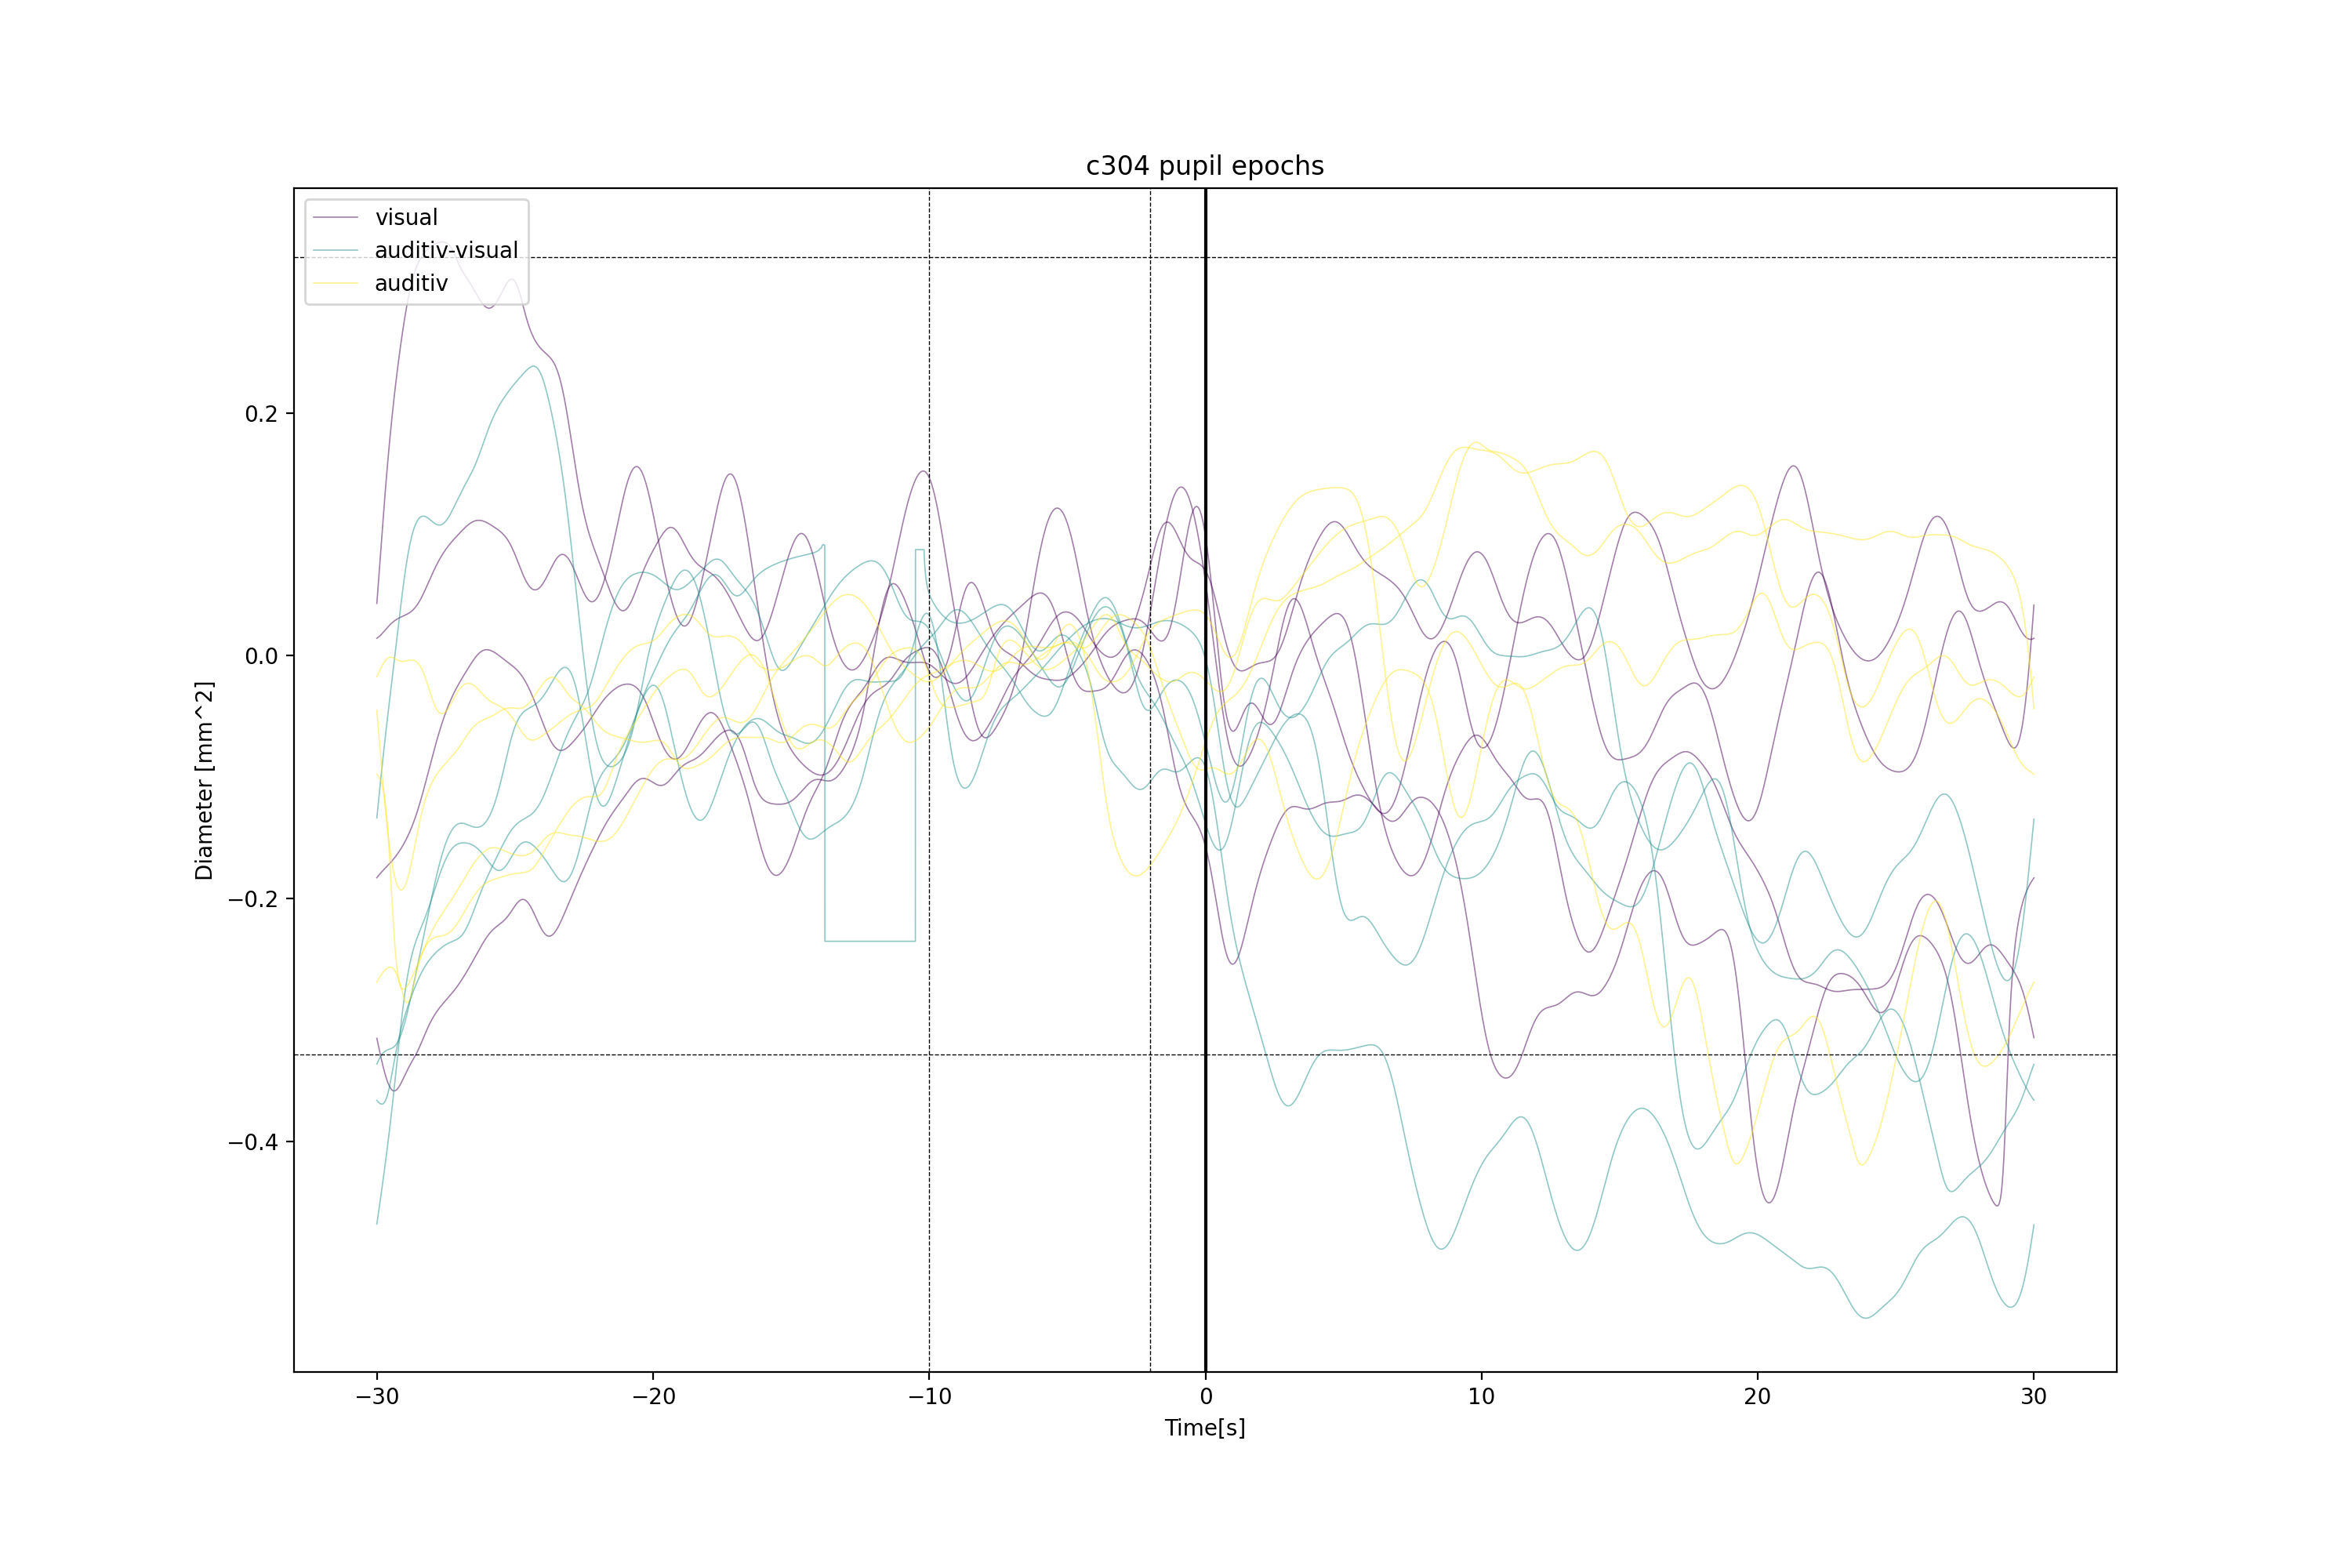 c304 pupil epochs
visual
auditiv-visual
auditiv
0.2
0.0
−0.2
−0.4
Diameter [mm^2]
−30
−20
−10
0
10
20
30
Time[s]